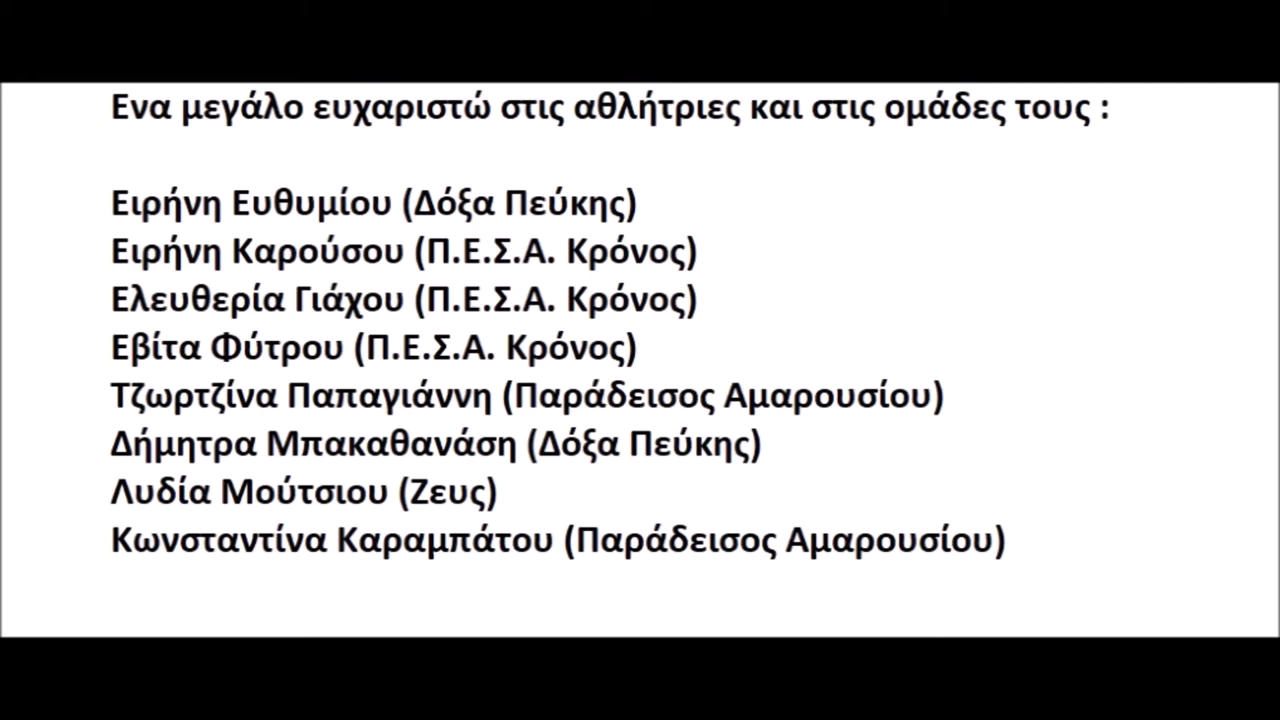 Ενα μεγάλο ευχαριστώ στις αθλήτριες και στις ομάδες τους :
Ειρήνη Ευθυμίου (Δόξα Πεύκης)
Ειρήνη Καρούσου (Π.Ε.Σ.Α. Κρόνος)
Ελευθερία Γιάχου (Π.Ε.Σ.Α. Κρόνος)
Εβίτα Φύτρου (Π.Ε.Σ.Α. Κρόνος)
Τζωρτζίνα Παπαγιάννη (Παράδεισος Αμαρουσίου)
Δήμητρα Μπακαθανάση (Δόξα Πεύκης)
Λυδία Μούτσιου (Ζευς)
Κωνσταντίνα Καραμπάτου (Παράδεισος Αμαρουσίου)